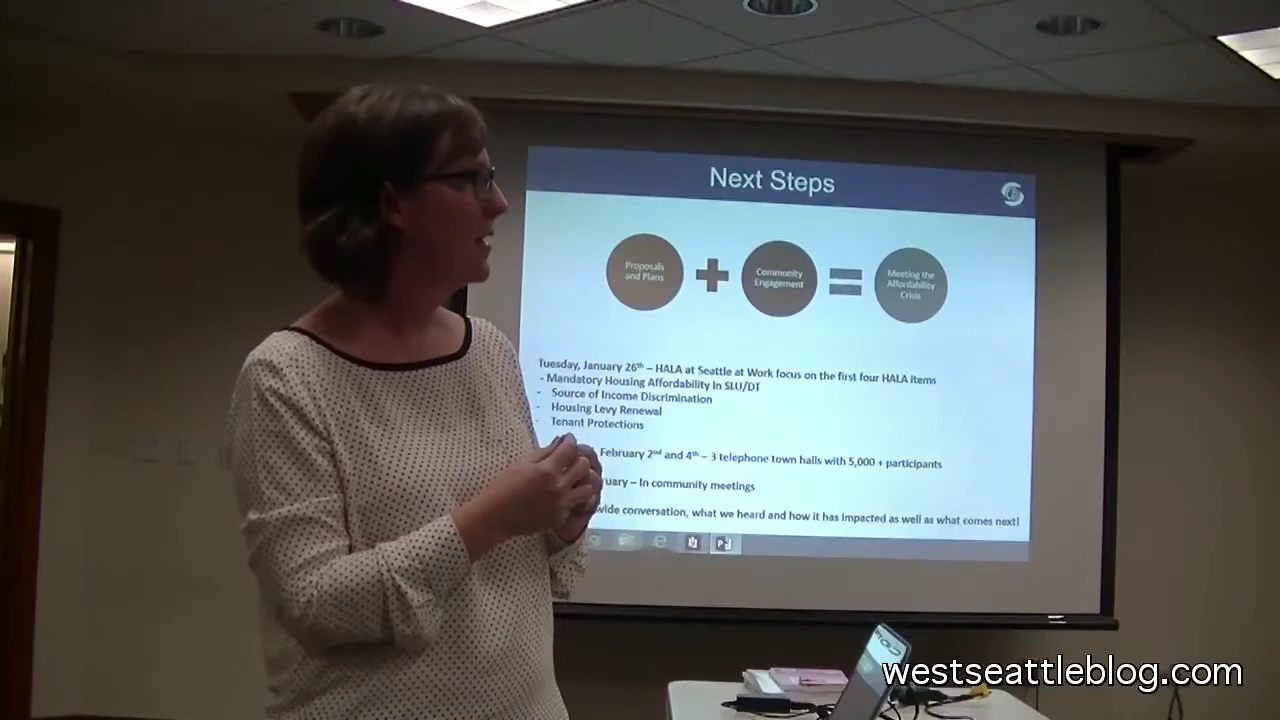 Next Steps
Proposals
and Plans
Community
Engagement
Meeting the
Affordability
Crisis
Tuesday, January 26th – HALA at Seattle at Work focus on the first four HALA items
- Mandatory Housing Affordability in SLU/DT
- Source of Income Discrimination
- Housing Levy Renewal
- Tenant Protections
February 2nd and 4th – 3 telephone town halls with 5,000 + participants
– In community meetings
wide conversation, what we heard and how it has impacted as well as what comes next!
westseattleblog.com